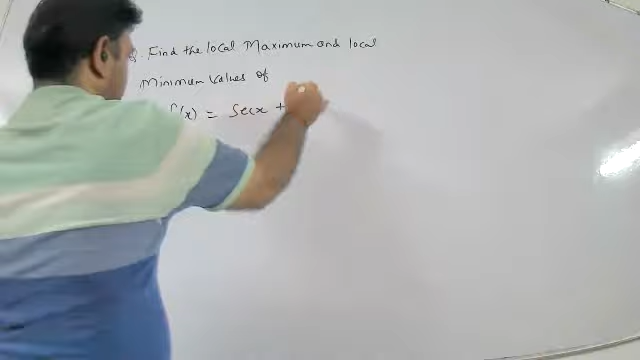 Q. Find the local Maximum and local
Minimum values of
f(x) = Secx +